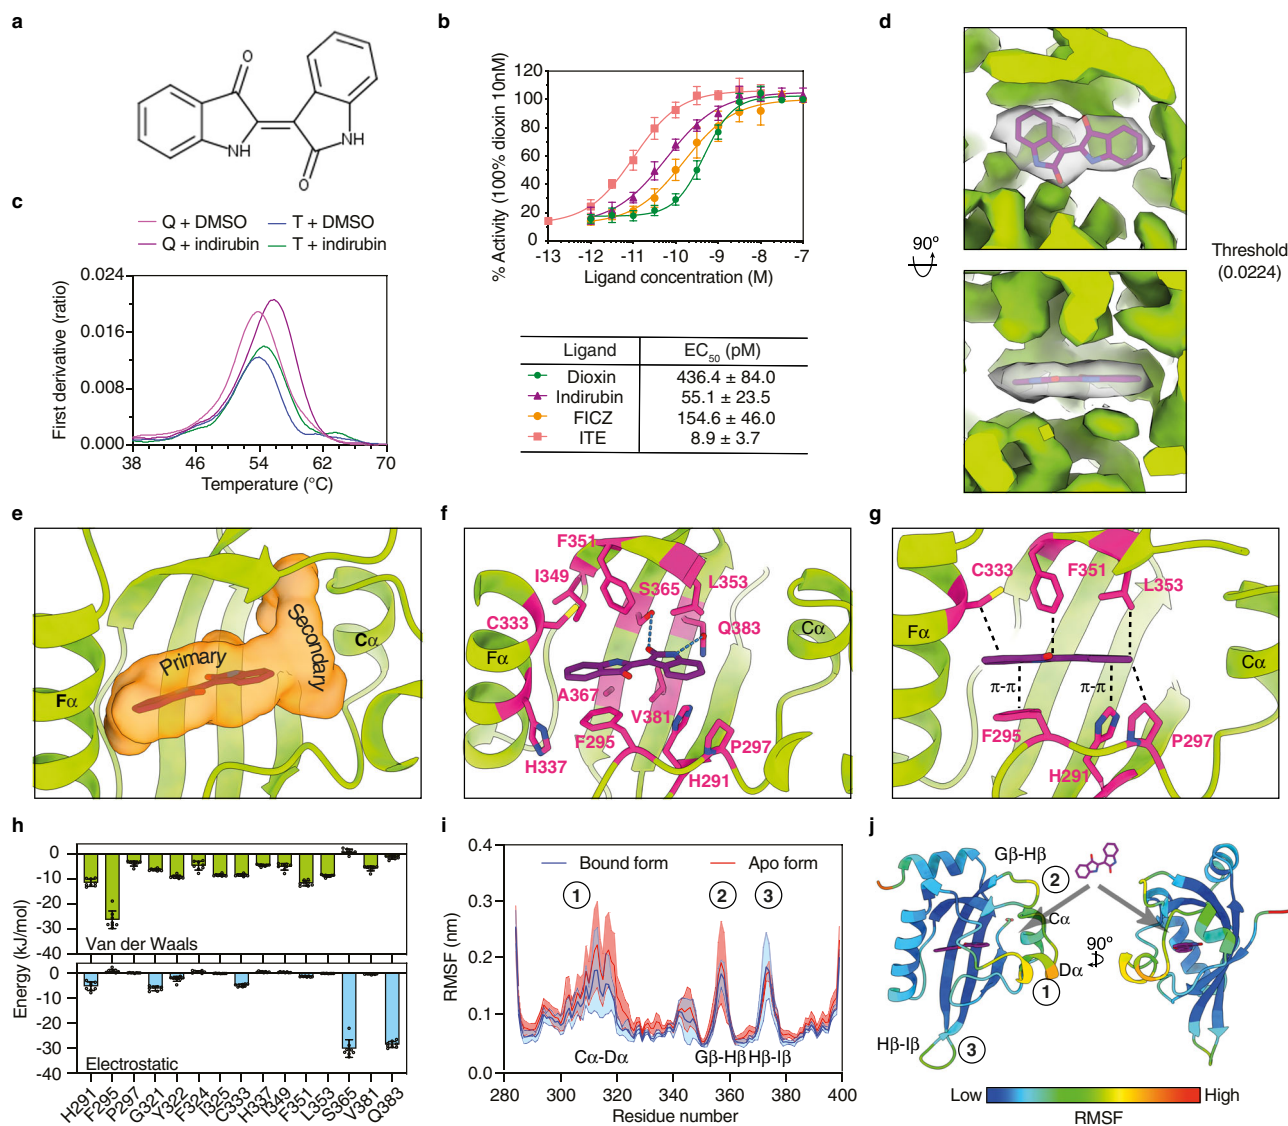 a
O
NH
NH
O
b
% Activity (100% dioxin 10nM)
120
100
80
60
40
20
0
-13 -12 -11 -10 -9 -8 -7
Ligand concentration (M)
Ligand EC50 (pM)
Dioxin 436.4 ± 84.0
Indirubin 55.1 ± 23.5
FICZ 154.6 ± 46.0
ITE 8.9 ± 3.7
c
Q + DMSO T + DMSO
Q + indirubin T + indirubin
First derivative (ratio)
0.024
0.016
0.008
0.000
38 46 54 62 70
Temperature (°C)
d
90º
Threshold
(0.0224)
e
Primary
Secondary
Cα
Fα
f
F351
I349
S365
L353
C333
Q383
Fα
Cα
A367
V381
F295
P297
H337
H291
g
C333
F351
L353
Fα
Cα
π-π
π-π
F295
P297
H291
h
Energy (kJ/mol)
0
-10
-20
-30
-40
Van der Waals
0
-10
-20
-30
-40
Electrostatic
H291 F295 P297 G321 Y322 F324 I325 C333 H337 I349 F351 L353 S365 V381 Q383
i
RMSF (nm)
0.4
0.3
0.2
0.1
0.0
Bound form Apo form
1 2 3
Cα-Dα Gβ-Hβ Hβ-Iβ
280 300 320 340 360 380 400
Residue number
j
Gβ-Hβ
2
Cα
Dα
90º
1
Hβ-Iβ
3
Low High
RMSF